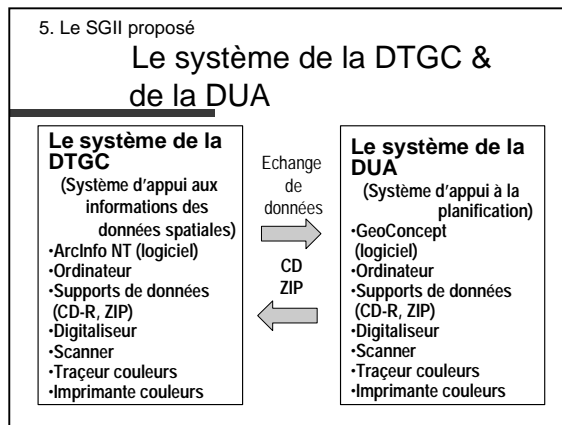 5. Le SGII proposé
Le système de la DTGC &
de la DUA
Le système de la
DTGC
(Système d'appui aux
informations des
données spatiales)
•ArcInfo NT (logiciel)
•Ordinateur
•Supports de données
(CD-R, ZIP)
•Digitaliseur
•Scanner
•Traçeur couleurs
•Imprimante couleurs
Echange
de
données
CD
ZIP
Le système de la
DUA
(Système d'appui à la
planification)
•GeoConcept
(logiciel)
•Ordinateur
•Supports de données
(CD-R, ZIP)
•Digitaliseur
•Scanner
•Traçeur couleurs
•Imprimante couleurs